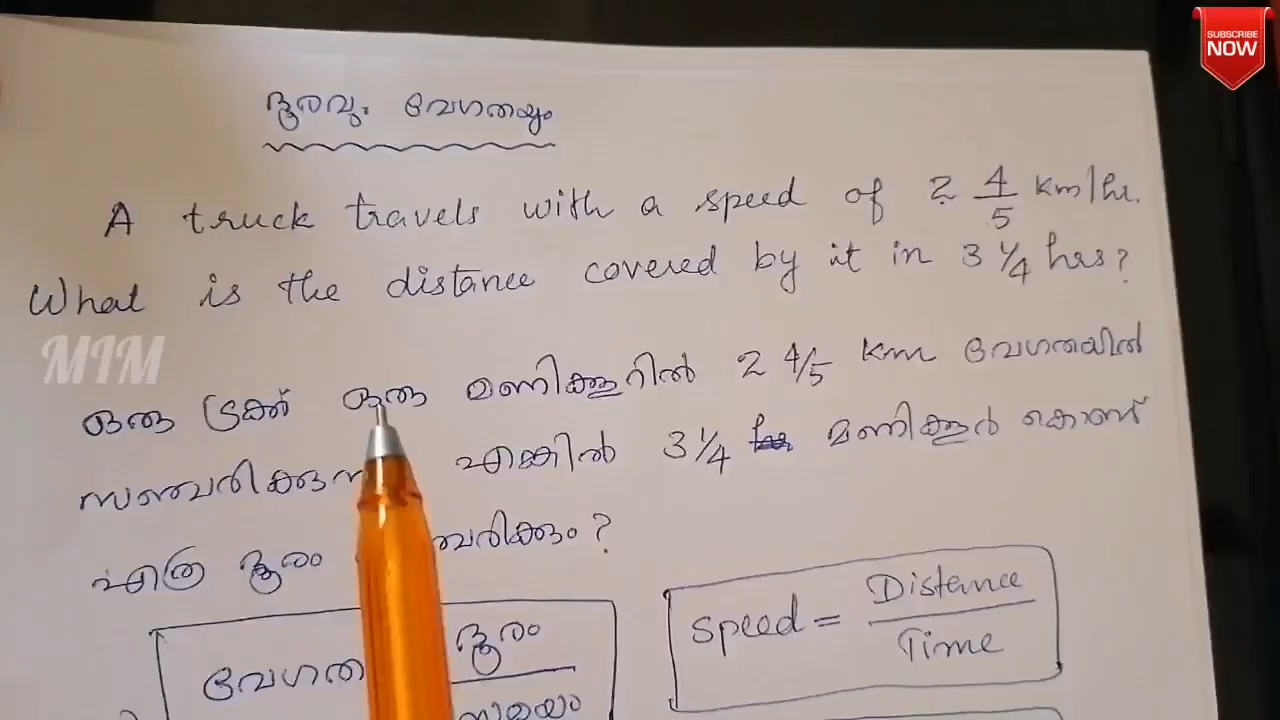 SUBSCRIBE
NOW
ദൂരവും വേഗതയും
A truck travels with a speed of 2 4/5 km/hr.
What is the distance covered by it in 3 1/4 hrs?
MIM
ഒരു ട്രക്ക് ഒരു മണിക്കൂറിൽ 2 4/5 km വേഗതയിൽ
സഞ്ചരിക്കുന്ന എങ്കിൽ 3 1/4 മണിക്കൂർ കൊണ്ട്
എത്ര ദൂരം ഞ്ചരിക്കും?
വേഗത ദൂരം
സമയം
Speed = Distance
Time